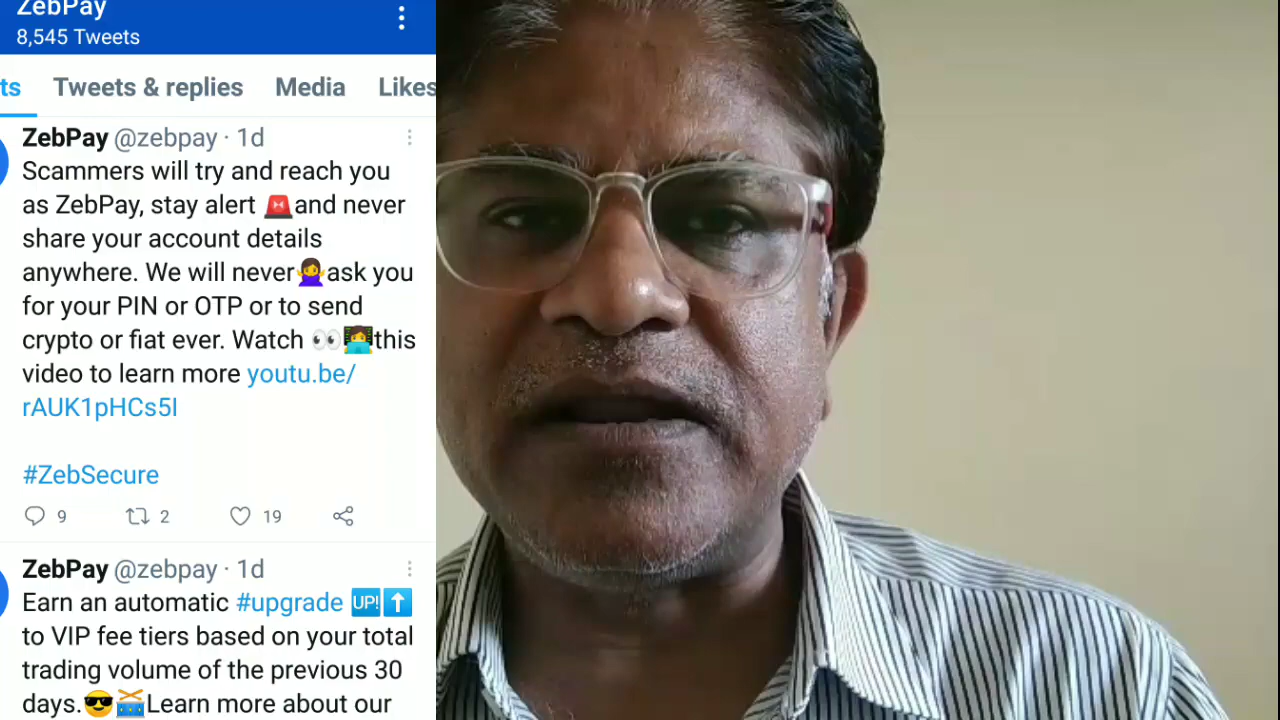 ZebPay
8,545 Tweets
ts Tweets & replies Media Likes
ZebPay @zebpay · 1d
Scammers will try and reach you
as ZebPay, stay alert 🚨and never
share your account details
anywhere. We will never🙅‍♀️ask you
for your PIN or OTP or to send
crypto or fiat ever. Watch 👀👩‍💻this
video to learn more youtu.be/
rAUK1pHCs5I
#ZebSecure
9 2 19
ZebPay @zebpay · 1d
Earn an automatic #upgrade 🆙⬆️
to VIP fee tiers based on your total
trading volume of the previous 30
days.😎🥁Learn more about our